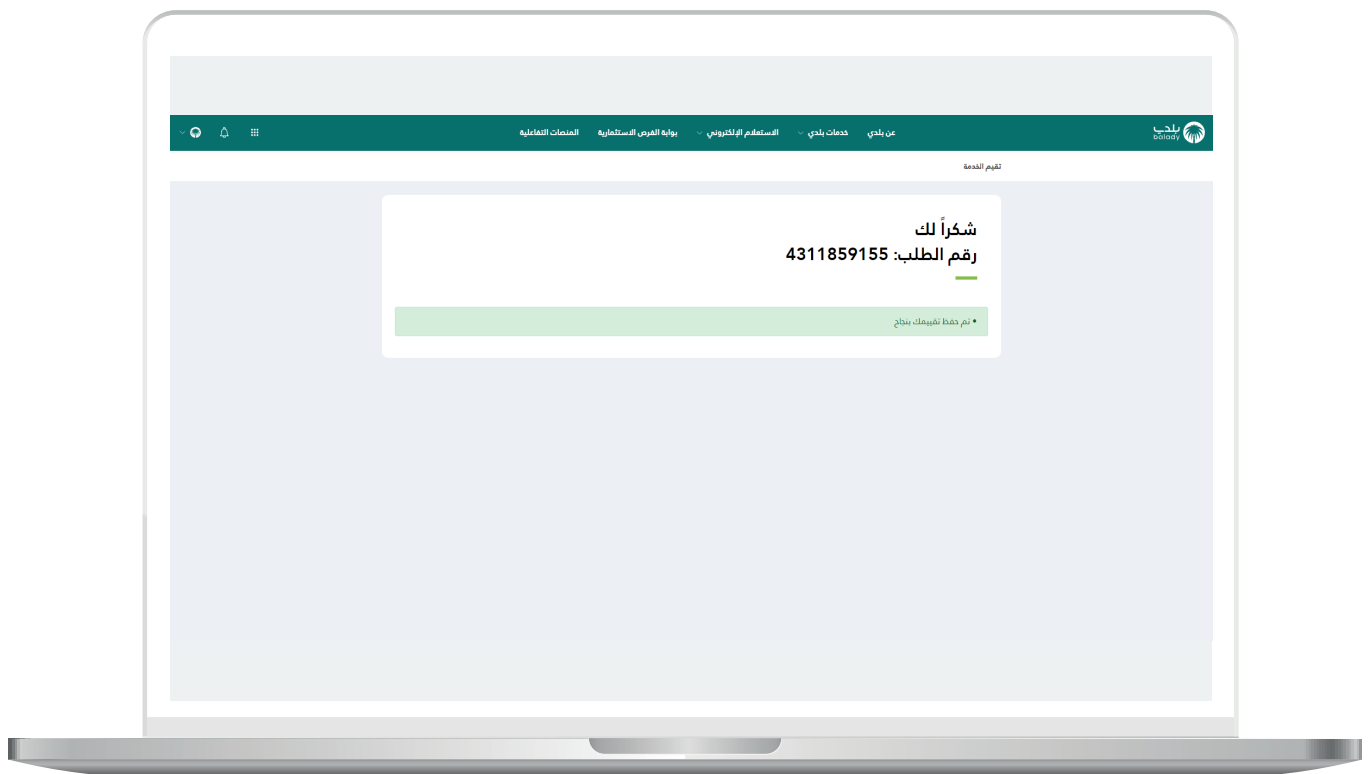 بلدي
balady
عن بلدي خدمات بلدي الاستعلام الإلكتروني بوابة الفرص الاستثمارية المنصات التفاعلية
تقيم الخدمة
شكراً لك
رقم الطلب: 4311859155
• تم حفظ تقييمك بنجاح